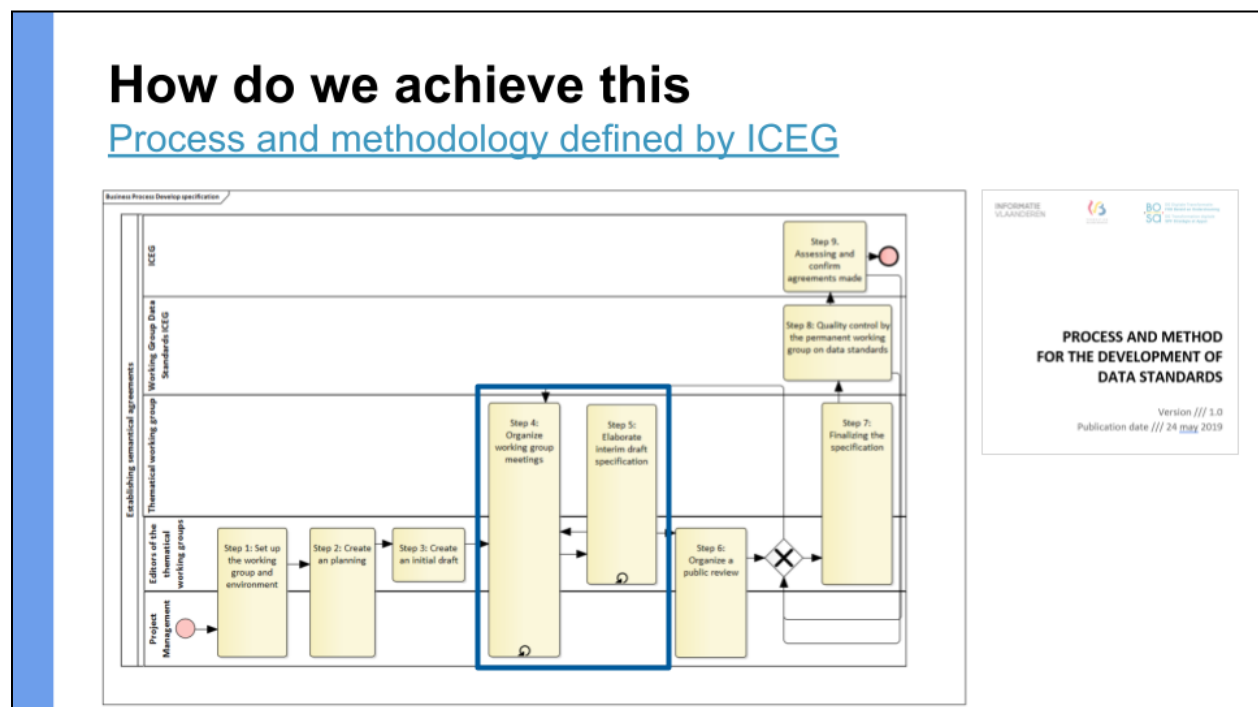 How do we achieve this
Process and methodology defined by ICEG
Business Process Develop specification
Establishing semantical agreements
ICEG
Working Group Data
Standards ICEG
Thematical working group
Editors of the
thematical
working groups
Project
Management
Step 1: Set up
the working
group and
environment
Step 2: Create
an planning
Step 3: Create
an initial draft
Step 4:
Organize
working group
meetings
Step 5:
Elaborate
interim draft
specification
Step 6:
Organize a
public review
Step 7:
Finalizing the
specification
Step 8: Quality control by
the permanent working
group on data standards
Step 9.
Assessing and
confirm
agreements made
INFORMATIE
VLAANDEREN
BO
SA
PROCESS AND METHOD
FOR THE DEVELOPMENT OF
DATA STANDARDS
Version /// 1.0
Publication date /// 24 may 2019